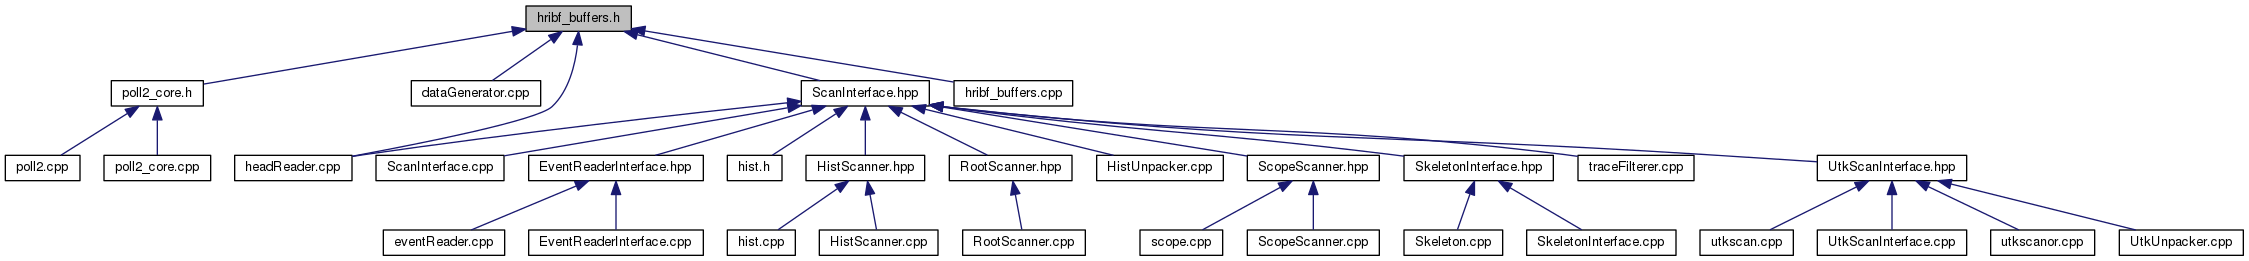 hribf_buffers.h
poll2_core.h
dataGenerator.cpp
ScanInterface.hpp
hribf_buffers.cpp
poll2.cpp
poll2_core.cpp
headReader.cpp
ScanInterface.cpp
EventReaderInterface.hpp
hist.h
HistScanner.hpp
RootScanner.hpp
HistUnpacker.cpp
ScopeScanner.hpp
SkeletonInterface.hpp
traceFilterer.cpp
UtkScanInterface.hpp
eventReader.cpp
EventReaderInterface.cpp
hist.cpp
HistScanner.cpp
RootScanner.cpp
scope.cpp
ScopeScanner.cpp
Skeleton.cpp
SkeletonInterface.cpp
utkscan.cpp
UtkScanInterface.cpp
utkscanor.cpp
UtkUnpacker.cpp